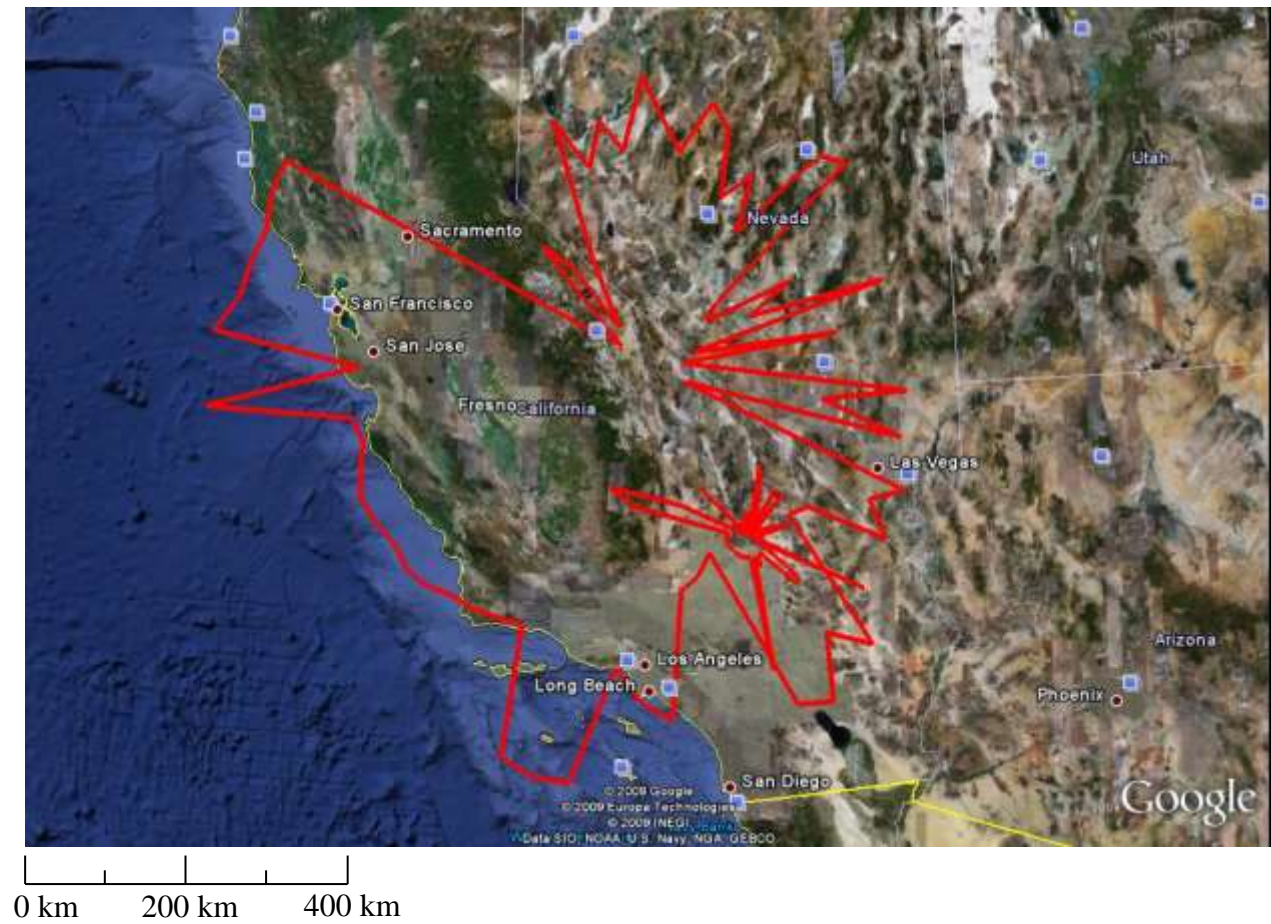 Utah
Nevada
Sacramento
San Francisco
San Jose
Fresno
California
Las Vegas
Arizona
Los Angeles
Long Beach
Phoenix
San Diego
Google
© 2009 Google
© 2009 Europa Technologies
© 2009 INEGI
Data SIO, NOAA, U.S. Navy, NGA, GEBCO
0 km 200 km 400 km